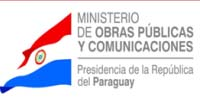 MINISTERIO
DE OBRAS PÚBLICAS
Y COMUNICACIONES
Presidencia de la República
del Paraguay